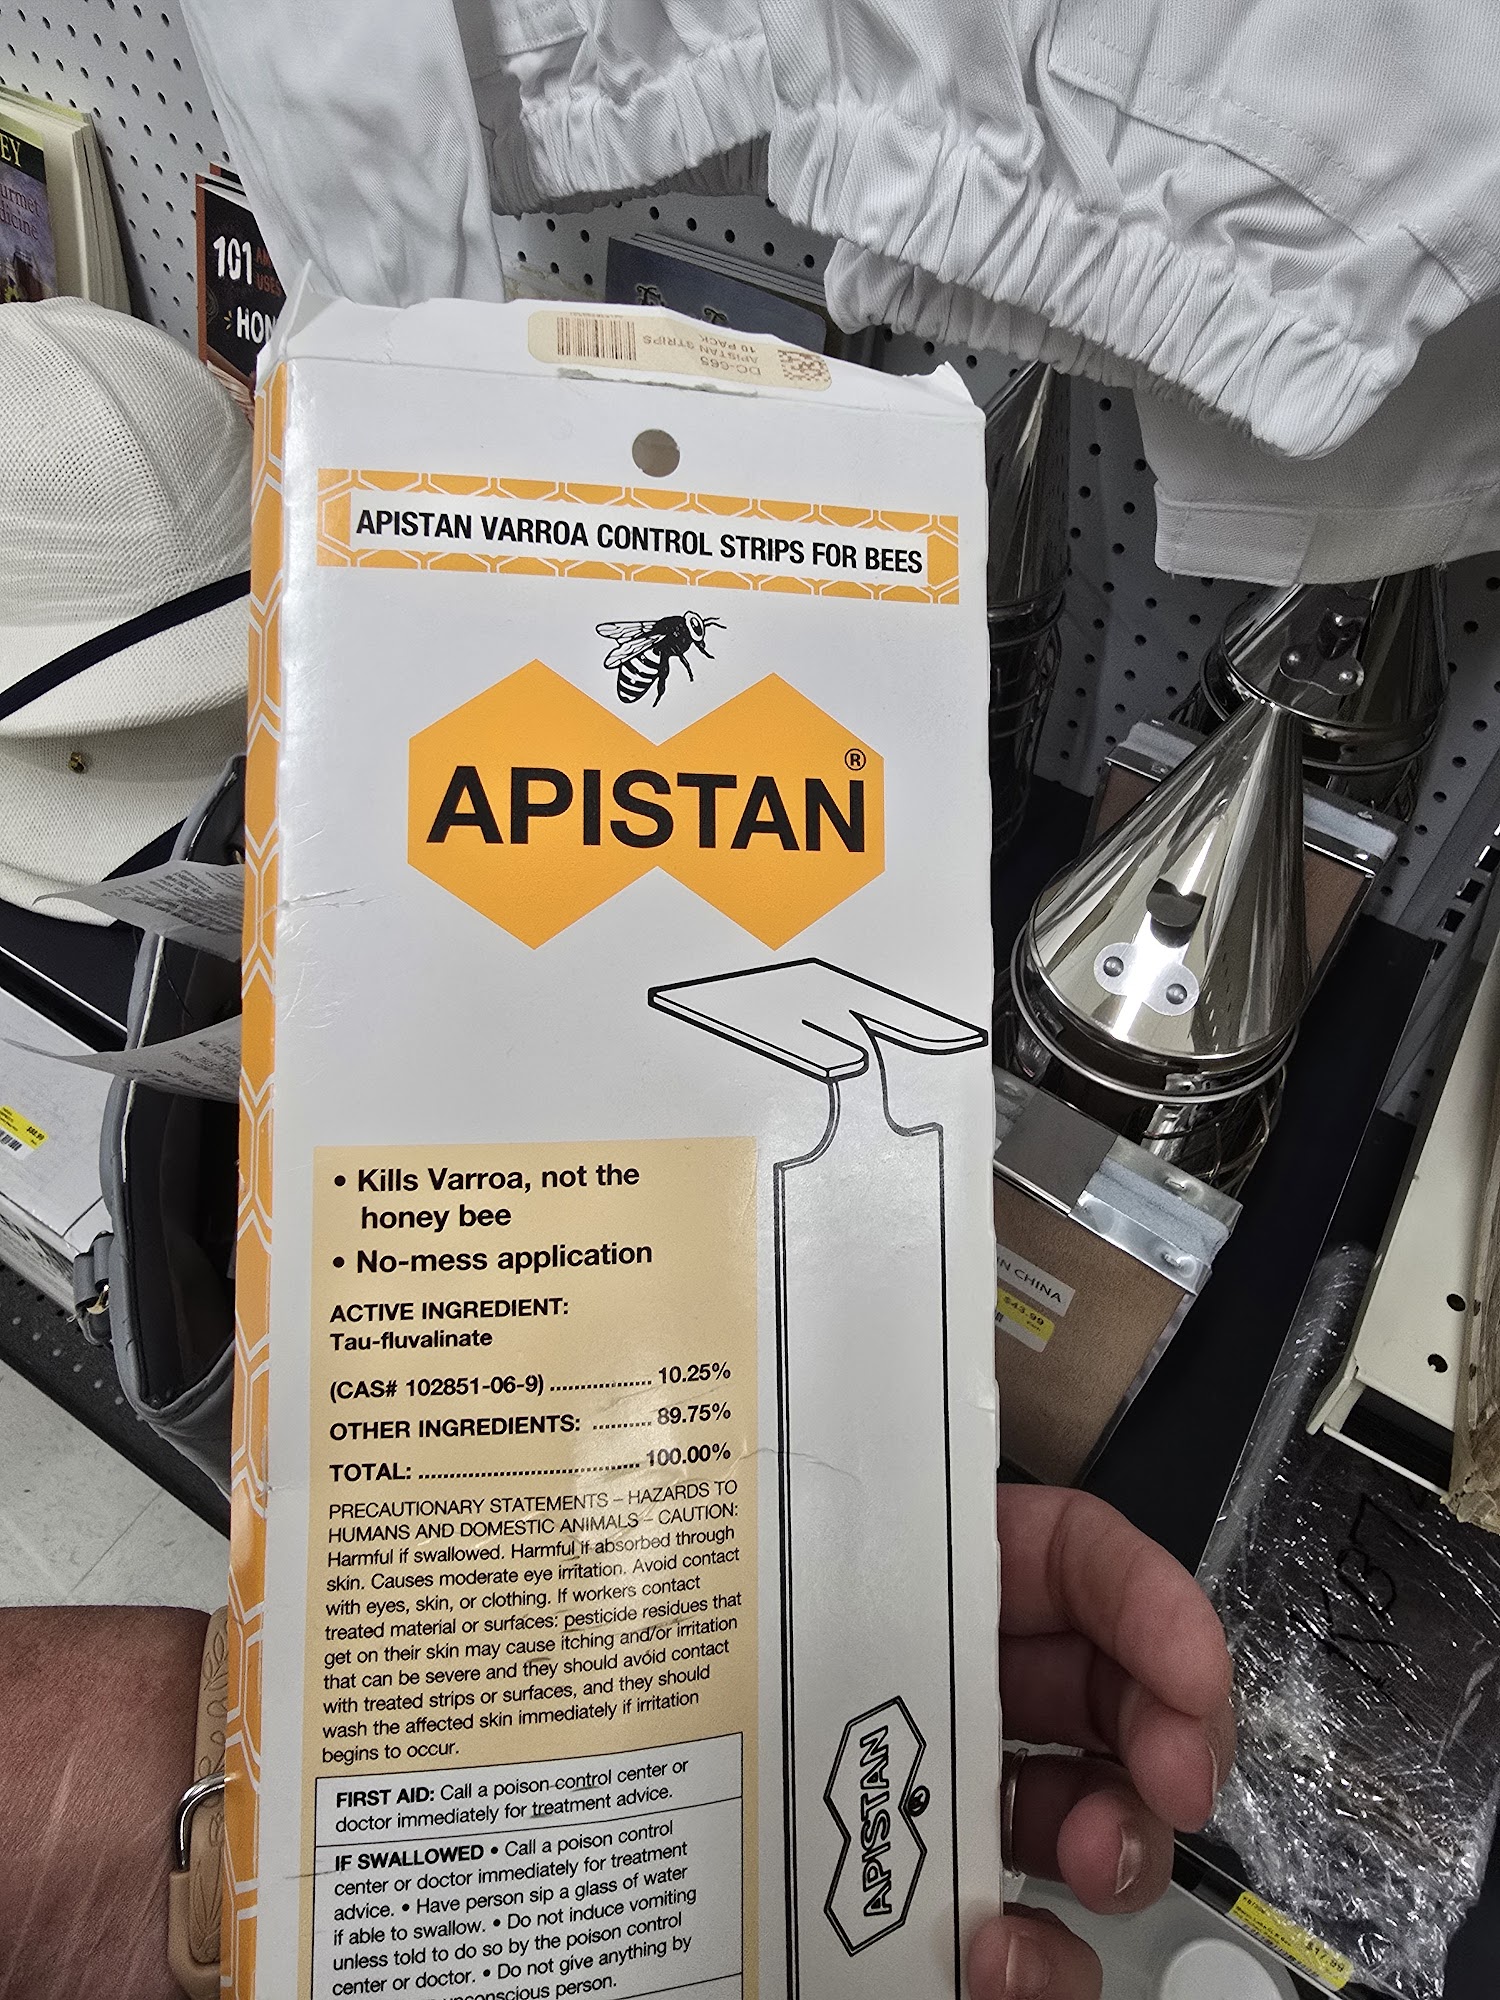 EY
101
HON
DC-665
APISTAN STRIPS
10 PACK
APISTAN VARROA CONTROL STRIPS FOR BEES
APISTAN®
• Kills Varroa, not the
honey bee
• No-mess application
ACTIVE INGREDIENT:
Tau-fluvalinate
(CAS# 102851-06-9) ................ 10.25%
OTHER INGREDIENTS: .......... 89.75%
TOTAL: ...................................... 100.00%
PRECAUTIONARY STATEMENTS – HAZARDS TO
HUMANS AND DOMESTIC ANIMALS – CAUTION:
Harmful if swallowed. Harmful if absorbed through
skin. Causes moderate eye irritation. Avoid contact
with eyes, skin, or clothing. If workers contact
treated material or surfaces: pesticide residues that
get on their skin may cause itching and/or irritation
that can be severe and they should avoid contact
with treated strips or surfaces, and they should
wash the affected skin immediately if irritation
begins to occur.
FIRST AID: Call a poison control center or
doctor immediately for treatment advice.
IF SWALLOWED • Call a poison control
center or doctor immediately for treatment
advice. • Have person sip a glass of water
if able to swallow. • Do not induce vomiting
unless told to do so by the poison control
center or doctor. • Do not give anything by
unconscious person.
APISTAN®
IN CHINA
$43.99